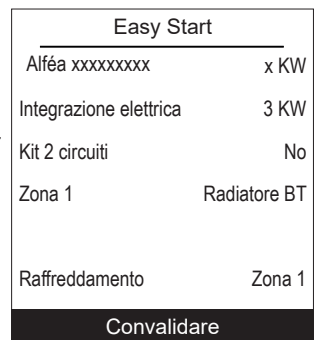 Easy Start
Alféa xxxxxxxxx x KW
Integrazione elettrica 3 KW
Kit 2 circuiti No
Zona 1 Radiatore BT
Raffreddamento Zona 1
Convalidare